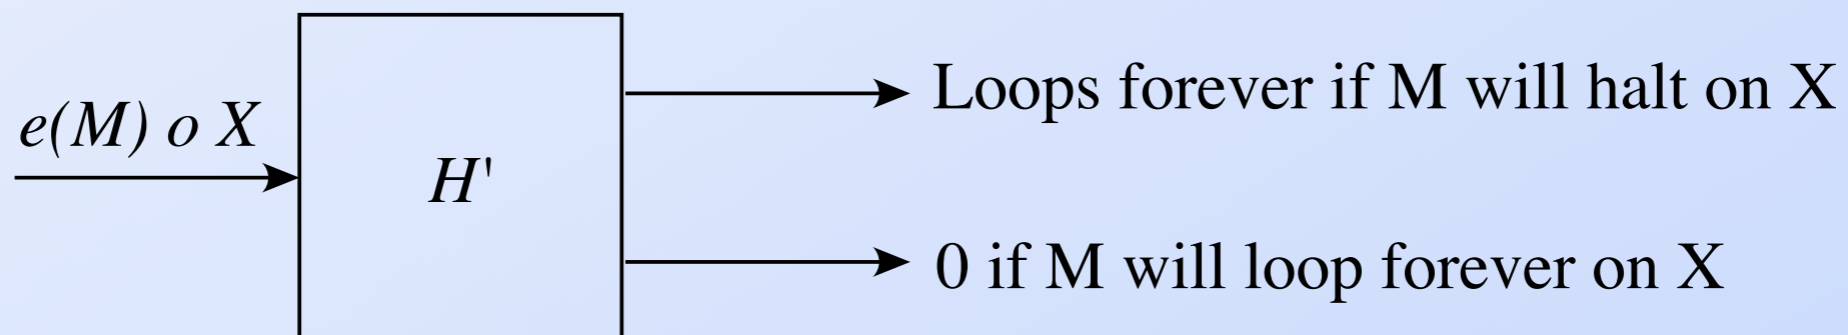 Loops forever if M will halt on X
e(M) o X
H'
0 if M will loop forever on X